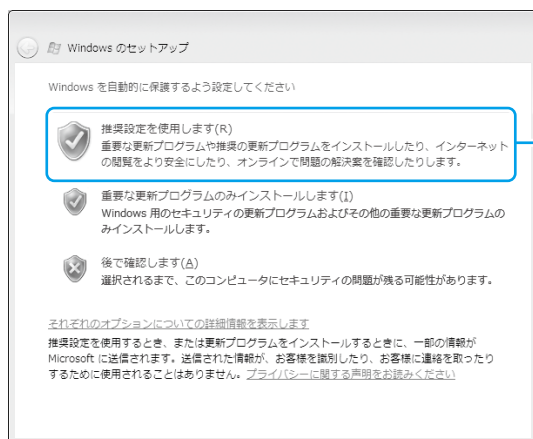 Windows のセットアップ
Windows を自動的に保護するよう設定してください
推奨設定を使用します(R)
重要な更新プログラムや推奨の更新プログラムをインストールしたり、インターネット
の閲覧をより安全にしたり、オンラインで問題の解決案を確認したりします。
重要な更新プログラムのみインストールします(I)
Windows 用のセキュリティの更新プログラムおよびその他の重要な更新プログラムの
みインストールします。
後で確認します(A)
選択されるまで、このコンピュータにセキュリティの問題が残る可能性があります。
それぞれのオプションについての詳細情報を表示します
推奨設定を使用するとき、または更新プログラムをインストールするときに、一部の情報が
Microsoft に送信されます。送信された情報が、お客様を識別したり、お客様に連絡を取ったり
するために使用されることはありません。プライバシーに関する声明をお読みください